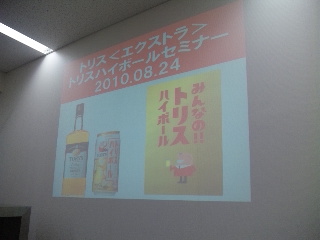 トリス＜エクストラ＞
トリスハイボールセミナー
2010.08.24
みんなの!!
トリス
ハイボール